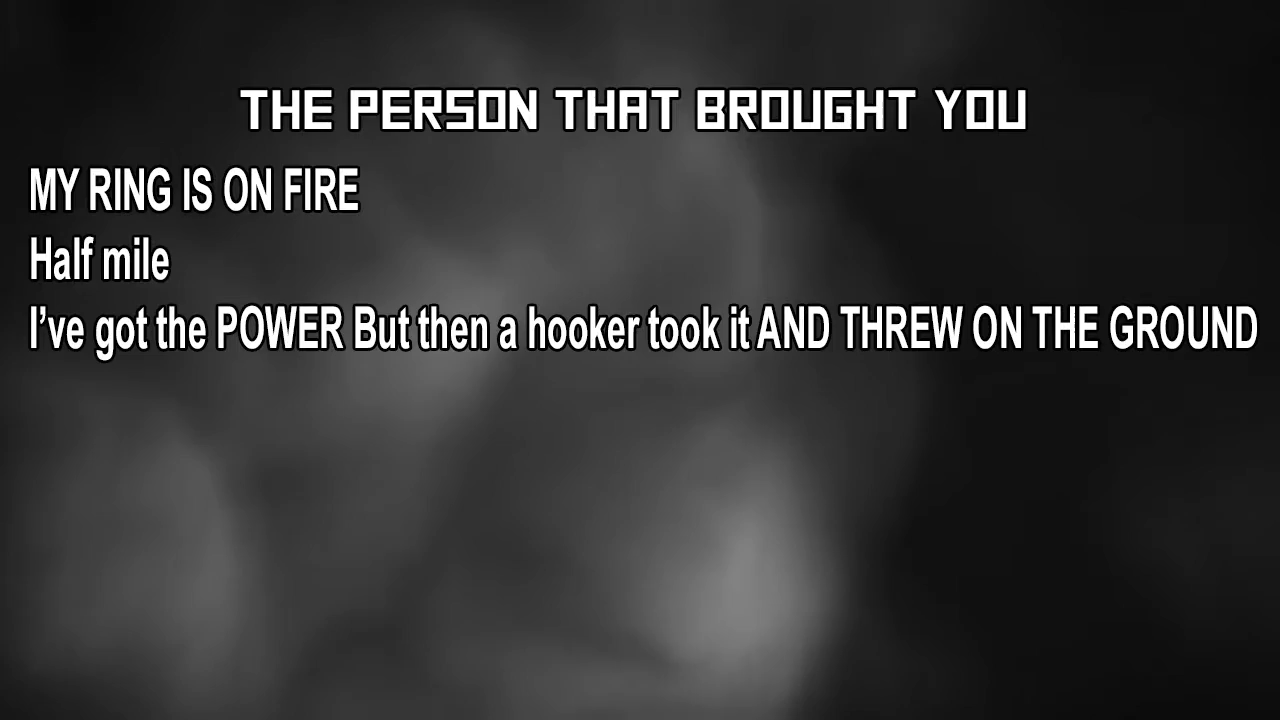 THE PERSON THAT BROUGHT YOU
MY RING IS ON FIRE
Half mile
I’ve got the POWER But then a hooker took it AND THREW ON THE GROUND